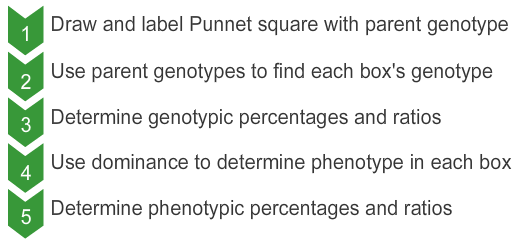 1 Draw and label Punnet square with parent genotype
2 Use parent genotypes to find each box's genotype
3 Determine genotypic percentages and ratios
4 Use dominance to determine phenotype in each box
5 Determine phenotypic percentages and ratios